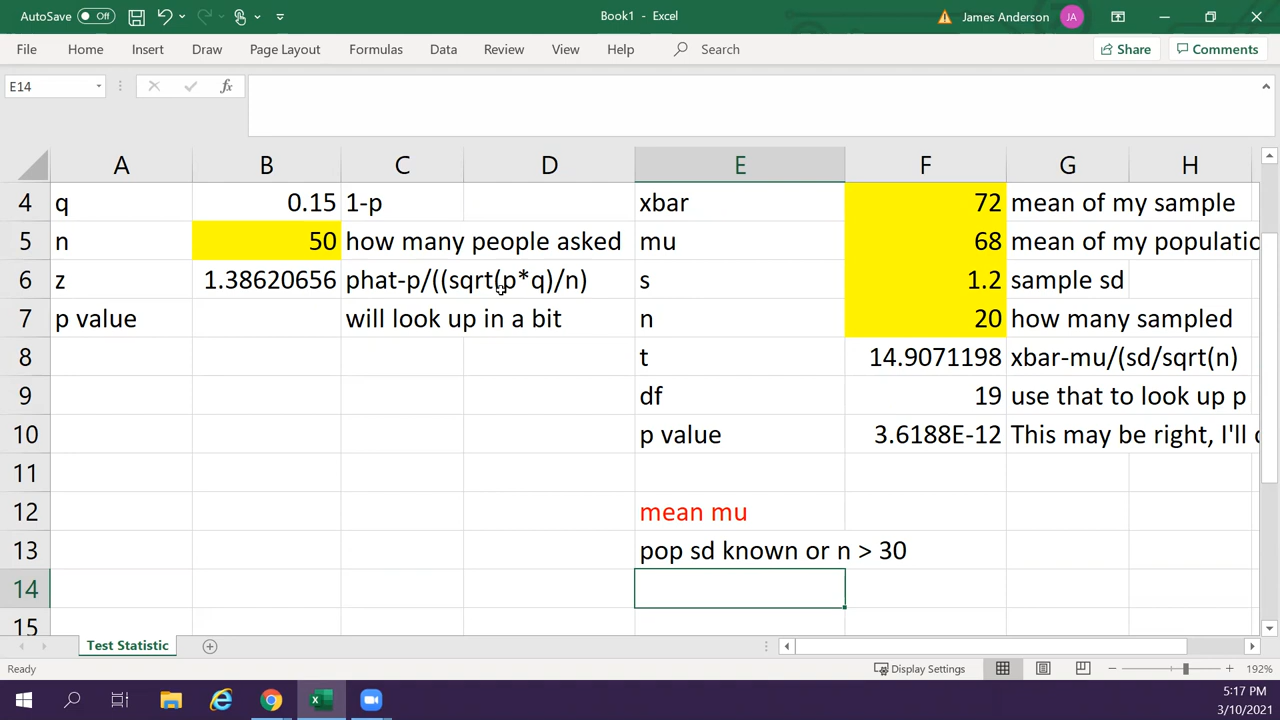 AutoSave Off Book1 - Excel James Anderson JA
File Home Insert Draw Page Layout Formulas Data Review View Help Search Share Comments
E14 fx
A B C D E F G H
4 q 0.15 1-p xbar 72 mean of my sample
5 n 50 how many people asked mu 68 mean of my populatio
6 z 1.38620656 phat-p/((sqrt(p*q)/n) s 1.2 sample sd
7 p value will look up in a bit n 20 how many sampled
8 t 14.9071198 xbar-mu/(sd/sqrt(n)
9 df 19 use that to look up p
10 p value 3.6188E-12 This may be right, I'll
11
12 mean mu
13 pop sd known or n > 30
14
15
Test Statistic
Ready Display Settings 192%
5:17 PM
3/10/2021